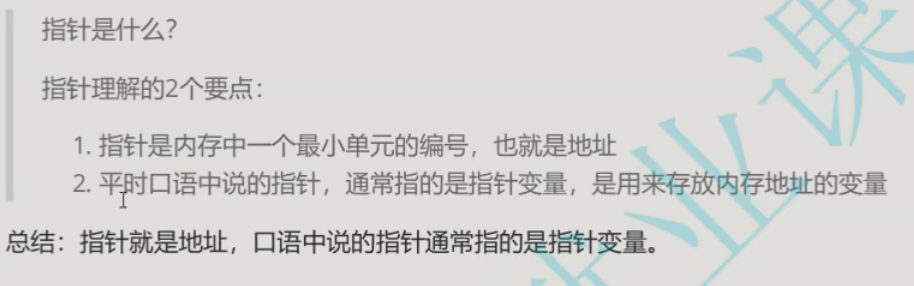 指针是什么？
指针理解的2个要点：
1. 指针是内存中一个最小单元的编号，也就是地址
2. 平时口语中说的指针，通常指的是指针变量，是用来存放内存地址的变量
总结：指针就是地址，口语中说的指针通常指的是指针变量。
业课